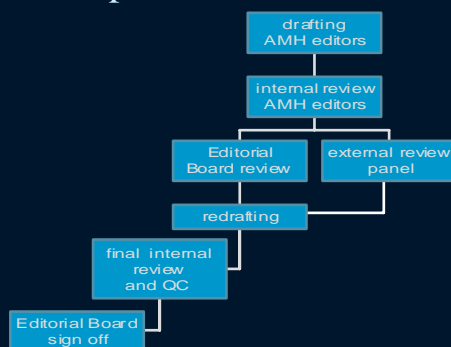 drafting
AMH editors
internal review
AMH editors
Editorial
Board review
external review
panel
redrafting
final internal
review
and QC
Editorial Board
sign off